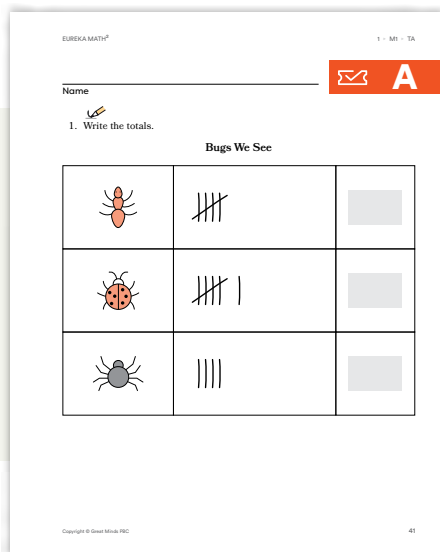 EUREKA MATH²
1 ▸ M1 ▸ TA
A
Name
1. Write the totals.
Bugs We See
Copyright © Great Minds PBC
41